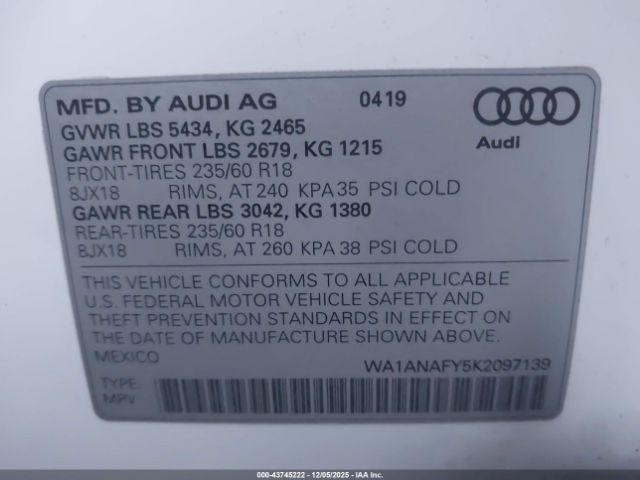 MFD. BY AUDI AG 0419
GVWR LBS 5434, KG 2465
GAWR FRONT LBS 2679, KG 1215
Audi
FRONT-TIRES 235/60 R18
8JX18 RIMS, AT 240 KPA 35 PSI COLD
GAWR REAR LBS 3042, KG 1380
REAR-TIRES 235/60 R18
8JX18 RIMS, AT 260 KPA 38 PSI COLD
THIS VEHICLE CONFORMS TO ALL APPLICABLE
U.S. FEDERAL MOTOR VEHICLE SAFETY AND
THEFT PREVENTION STANDARDS IN EFFECT ON
THE DATE OF MANUFACTURE SHOWN ABOVE.
MEXICO WA1ANAFY5K2097139
TYPE:
MPV
000-43745222 - 12/05/2025 - IAA Inc.